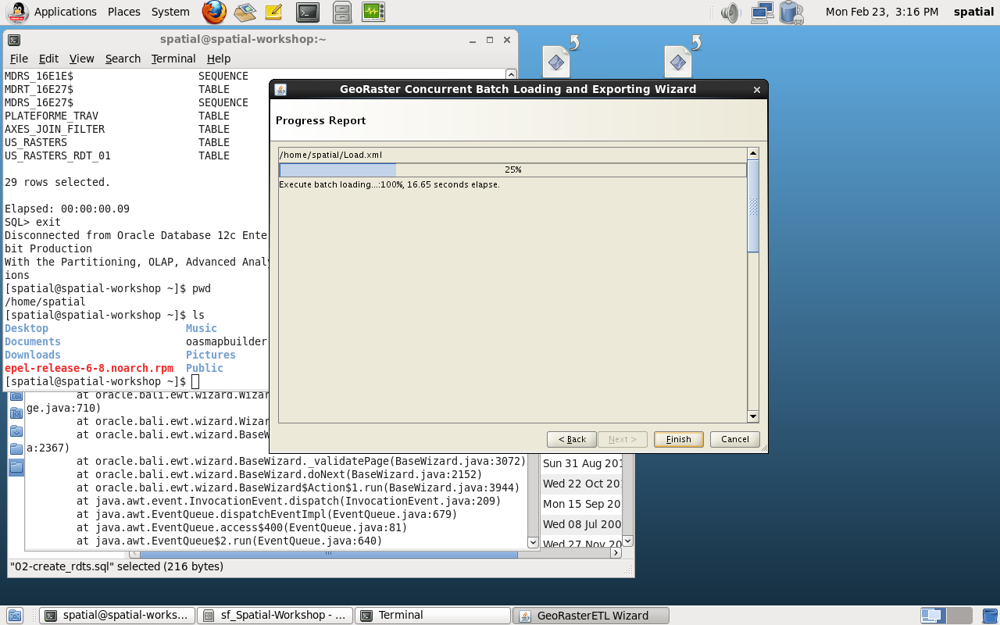 Applications Places System
Mon Feb 23, 3:16 PM spatial
spatial@spatial-workshop:~
File Edit View Search Terminal Help
MDRS_16E1E$ SEQUENCE
MDRT_16E27$ TABLE
MDRS_16E27$ SEQUENCE
PLATEFORME_TRAV TABLE
AXES_JOIN_FILTER TABLE
US_RASTERS TABLE
US_RASTERS_RDT_01 TABLE
29 rows selected.
Elapsed: 00:00:00.09
SQL> exit
Disconnected from Oracle Database 12c Ente
bit Production
With the Partitioning, OLAP, Advanced Analy
ions
[spatial@spatial-workshop ~]$ pwd
/home/spatial
[spatial@spatial-workshop ~]$ ls
Desktop Music
Documents oasmapbuilder
Downloads Pictures
epel-release-6-8.noarch.rpm Public
[spatial@spatial-workshop ~]$
GeoRaster Concurrent Batch Loading and Exporting Wizard
Progress Report
/home/spatial/Load.xml
25%
Execute batch loading...:100%, 16.65 seconds elapse.
< Back Next > Finish Cancel
at oracle.bali.ewt.wizard.Wizar
ge.java:710)
at oracle.bali.ewt.wizard.Wizar
at oracle.bali.ewt.wizard.BaseW
a:2367)
at oracle.bali.ewt.wizard.BaseWizard._validatePage(BaseWizard.java:3072)
at oracle.bali.ewt.wizard.BaseWizard.doNext(BaseWizard.java:2152)
at oracle.bali.ewt.wizard.BaseWizard$Action$1.run(BaseWizard.java:3944)
at java.awt.event.InvocationEvent.dispatch(InvocationEvent.java:209)
at java.awt.EventQueue.dispatchEventImpl(EventQueue.java:679)
at java.awt.EventQueue.access$400(EventQueue.java:81)
at java.awt.EventQueue$2.run(EventQueue.java:640)
Sun 31 Aug 201
Wed 22 Oct 20
Mon 15 Sep 20
Wed 08 Jul 200
Wed 27 Nov 20
"02-create_rdts.sql" selected (216 bytes)
spatial@spatial-works... sf_Spatial-Workshop - ... Terminal GeoRasterETL Wizard